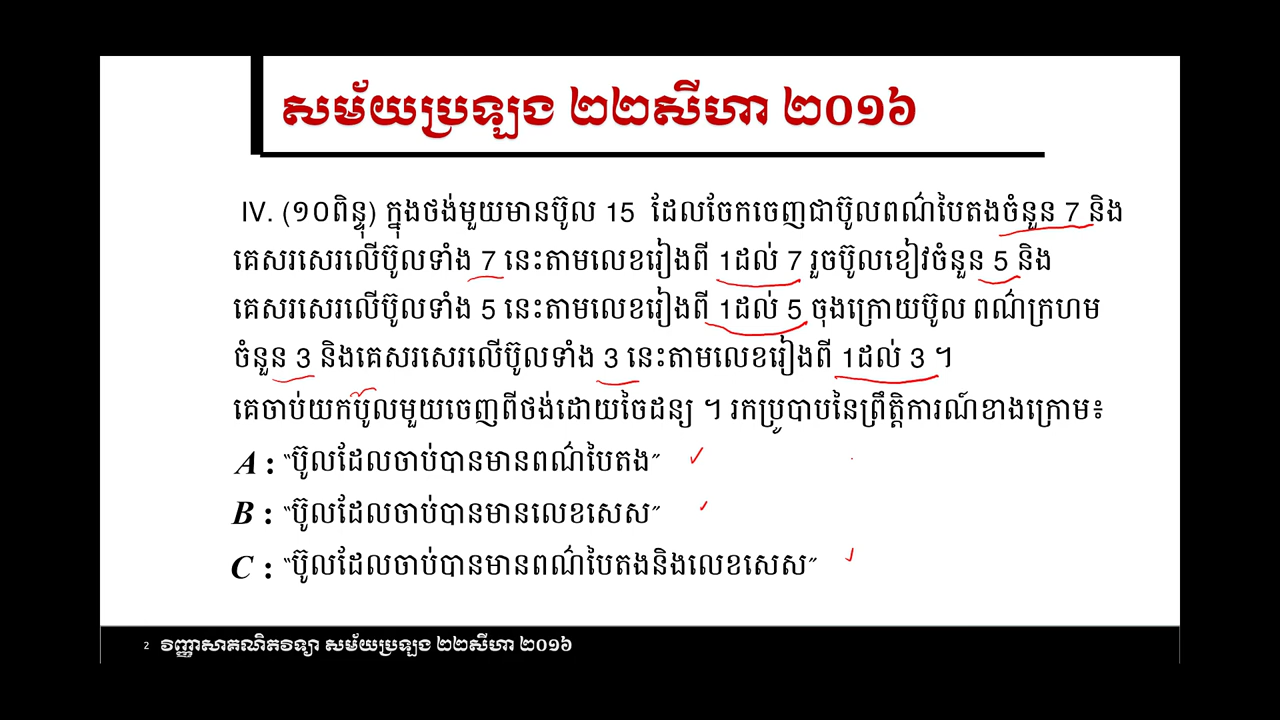 សម័យប្រឡង ២២សីហា ២០១៦
IV. (១០ពិន្ទុ) ក្នុងថង់មួយមានប៊ូល 15 ដែលចែកចេញជាប៊ូលពណ៌បៃតងចំនួន 7 និង
គេសរសេរលើប៊ូលទាំង 7 នេះតាមលេខរៀងពី 1ដល់ 7 រួចប៊ូលខៀវចំនួន 5 និង
គេសរសេរលើប៊ូលទាំង 5 នេះតាមលេខរៀងពី 1ដល់ 5 ចុងក្រោយប៊ូល ពណ៌ក្រហម
ចំនួន 3 និងគេសរសេរលើប៊ូលទាំង 3 នេះតាមលេខរៀងពី 1ដល់ 3 ។
គេចាប់យកប៊ូលមួយចេញពីថង់ដោយចៃដន្យ ។ រកប្រូបាបនៃព្រឹត្តិការណ៍ខាងក្រោម៖
A : “ប៊ូលដែលចាប់បានមានពណ៌បៃតង”
B : “ប៊ូលដែលចាប់បានមានលេខសេស”
C : “ប៊ូលដែលចាប់បានមានពណ៌បៃតងនិងលេខសេស”
2 វិញ្ញាសាគណិតវិទ្យា សម័យប្រឡង ២២សីហា ២០១៦